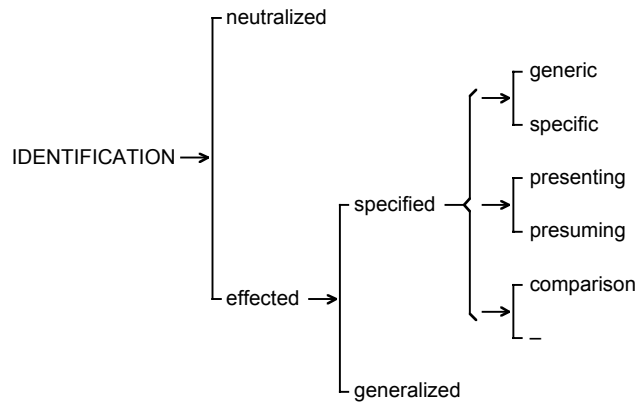 neutralized
generic
specific
IDENTIFICATION
presenting
specified
presuming
comparison
effected
–
generalized